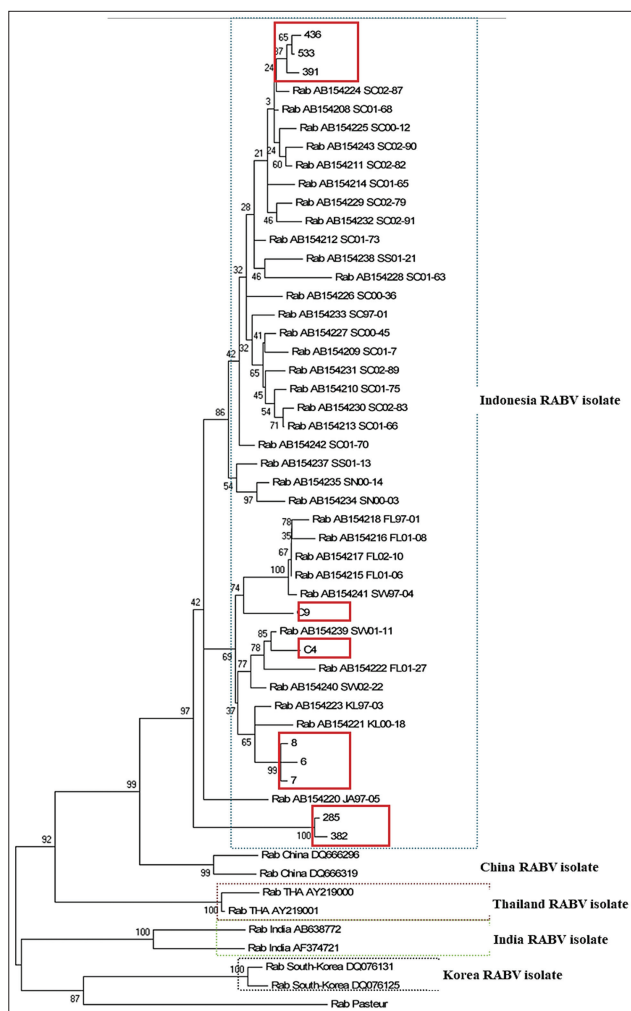 65
436
37
533
391
24
Rab AB154224 SC02-87
3
Rab AB154208 SC01-68
Rab AB154225 SC00-12
24
Rab AB154243 SC02-90
60
Rab AB154211 SC02-82
21
Rab AB154214 SC01-65
Rab AB154229 SC02-79
46
Rab AB154232 SC02-91
28
Rab AB154212 SC01-73
Rab AB154238 SS01-21
46
Rab AB154228 SC01-63
32
Rab AB154226 SC00-36
Rab AB154233 SC97-01
32
41
Rab AB154227 SC00-45
Rab AB154209 SC01-7
42
65
Rab AB154231 SC02-89
45
Rab AB154210 SC01-75
54
Rab AB154230 SC02-83
71
Rab AB154213 SC01-66
Indonesia RABV isolate
86
Rab AB154242 SC01-70
Rab AB154237 SS01-13
54
Rab AB154235 SN00-14
97
Rab AB154234 SN00-03
78
Rab AB154218 FL97-01
35
Rab AB154216 FL01-08
67
Rab AB154217 FL02-10
100
Rab AB154215 FL01-06
74
Rab AB154241 SW97-04
C9
42
85
Rab AB154239 SW01-11
78
C4
69
77
Rab AB154222 FL01-27
Rab AB154240 SW02-22
37
Rab AB154223 KL97-03
65
Rab AB154221 KL00-18
97
8
99
6
7
Rab AB154220 JA97-05
99
285
100
382
92
Rab China DQ666296
99
Rab China DQ666319
China RABV isolate
Rab THA AY219000
100
Rab THA AY219001
Thailand RABV isolate
100
Rab India AB638772
Rab India AF374721
India RABV isolate
100
Rab South-Korea DQ076131
Rab South-Korea DQ076125
Korea RABV isolate
87
Rab Pasteur